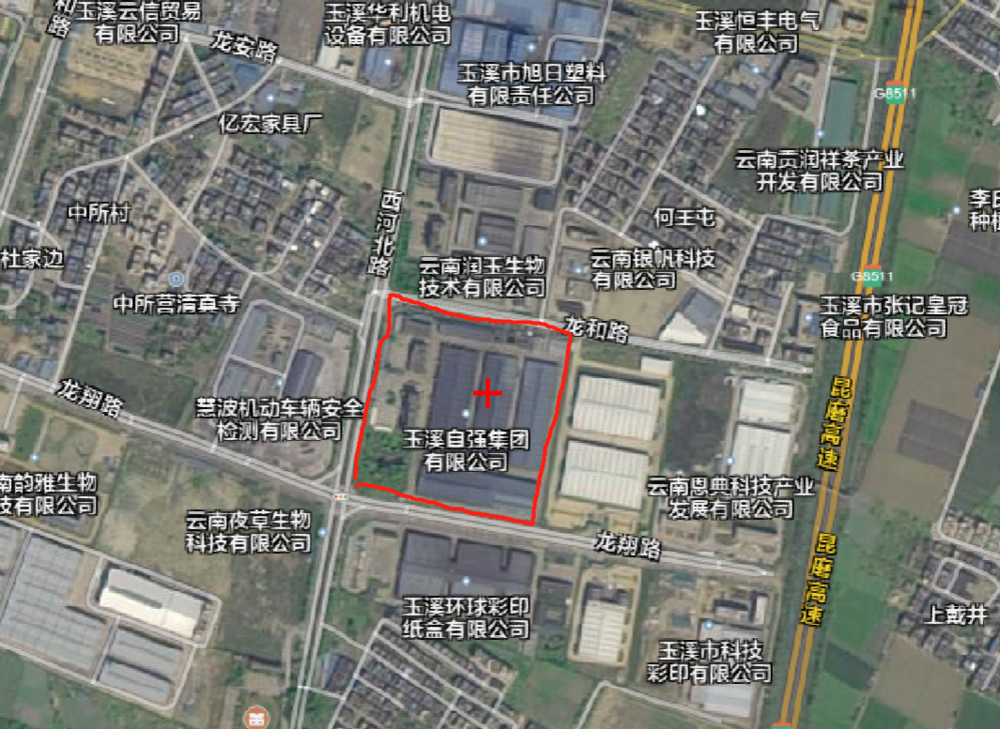 和
路
玉溪云信贸易
有限公司
玉溪华利机电
设备有限公司
龙安路
玉溪恒丰电气
有限公司
玉溪市旭日塑料
有限责任公司
G8511
亿宏家具厂
云南贡润祥茶产业
开发有限公司
中所村
西河北路
何王屯
李
种植
杜家边
云南润玉生物
技术有限公司
云南银帆科技
有限公司
G8511
中所营清真寺
玉溪市张记皇冠
食品有限公司
龙和路
龙翔路
慧波机动车辆安全
检测有限公司
玉溪自强集团
有限公司
昆磨高速
南韵雅生物
技有限公司
云南恩典科技产业
发展有限公司
云南夜草生物
科技有限公司
龙翔路
昆磨高速
玉溪环球彩印
纸盒有限公司
上戴井
玉溪市科技
彩印有限公司